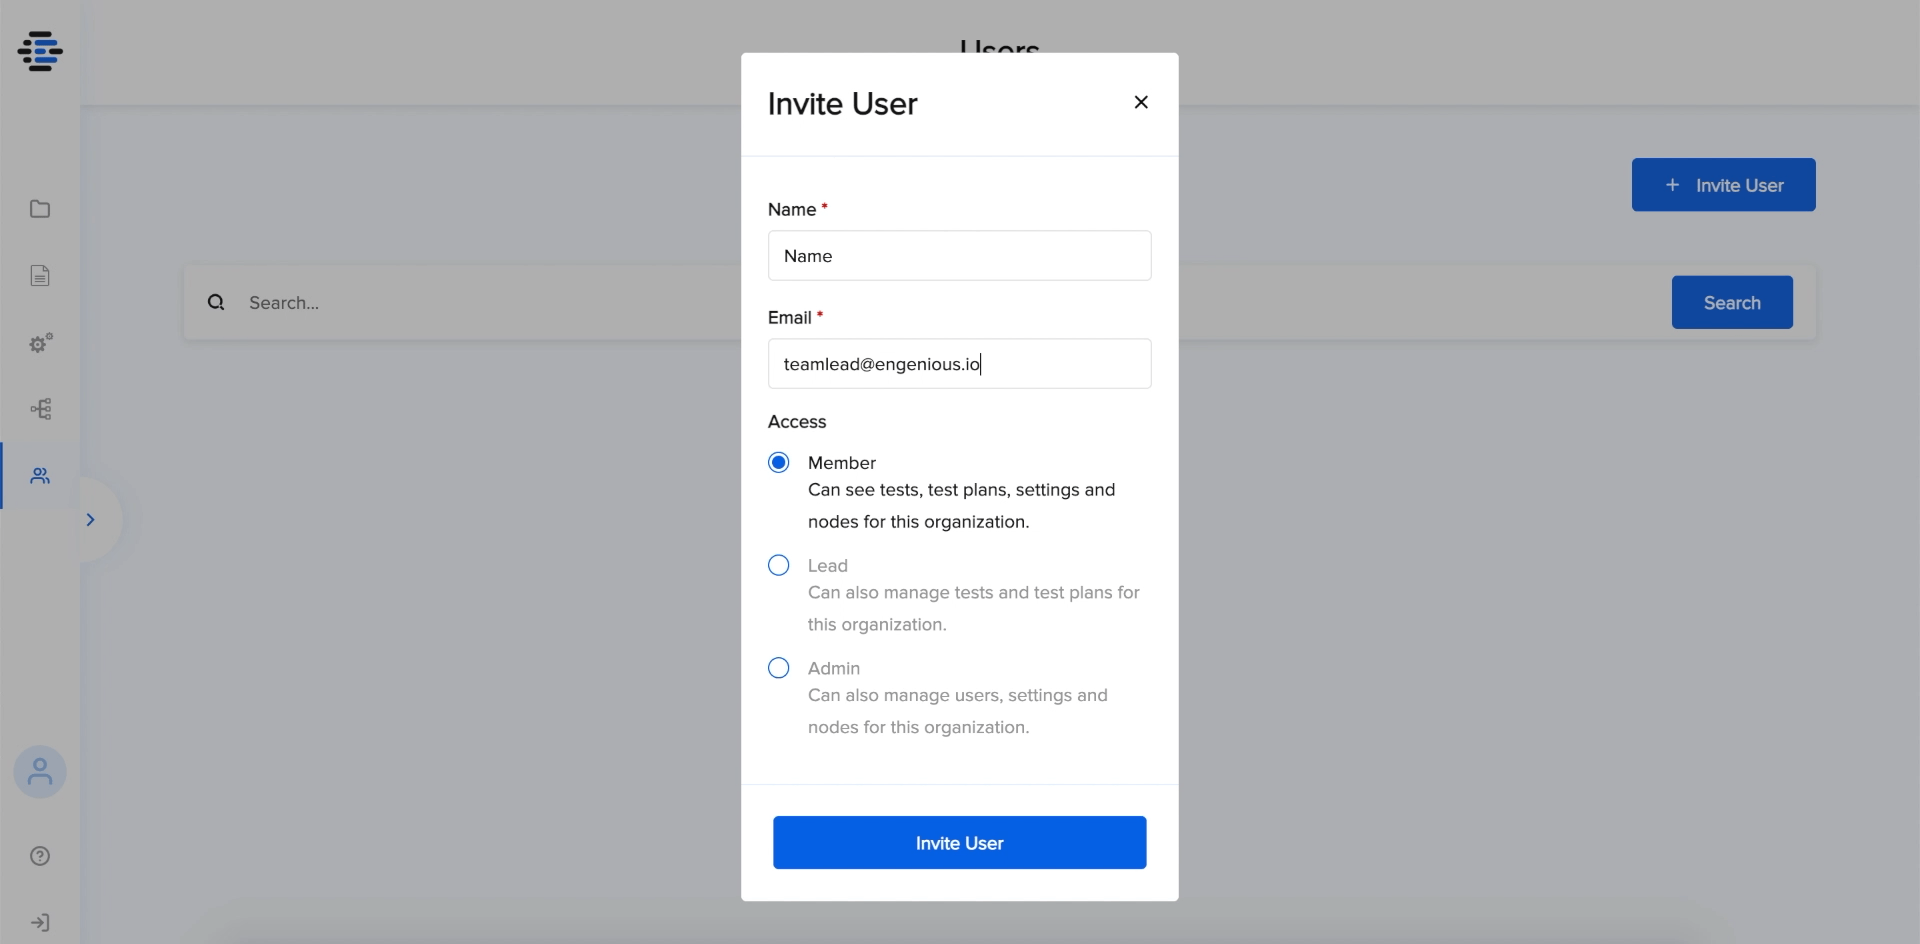 Users
Invite User
+ Invite User
Name *
Name
Search...
Search
Email *
teamlead@engenious.io
Access
Member
Can see tests, test plans, settings and
nodes for this organization.
Lead
Can also manage tests and test plans for
this organization.
Admin
Can also manage users, settings and
nodes for this organization.
Invite User